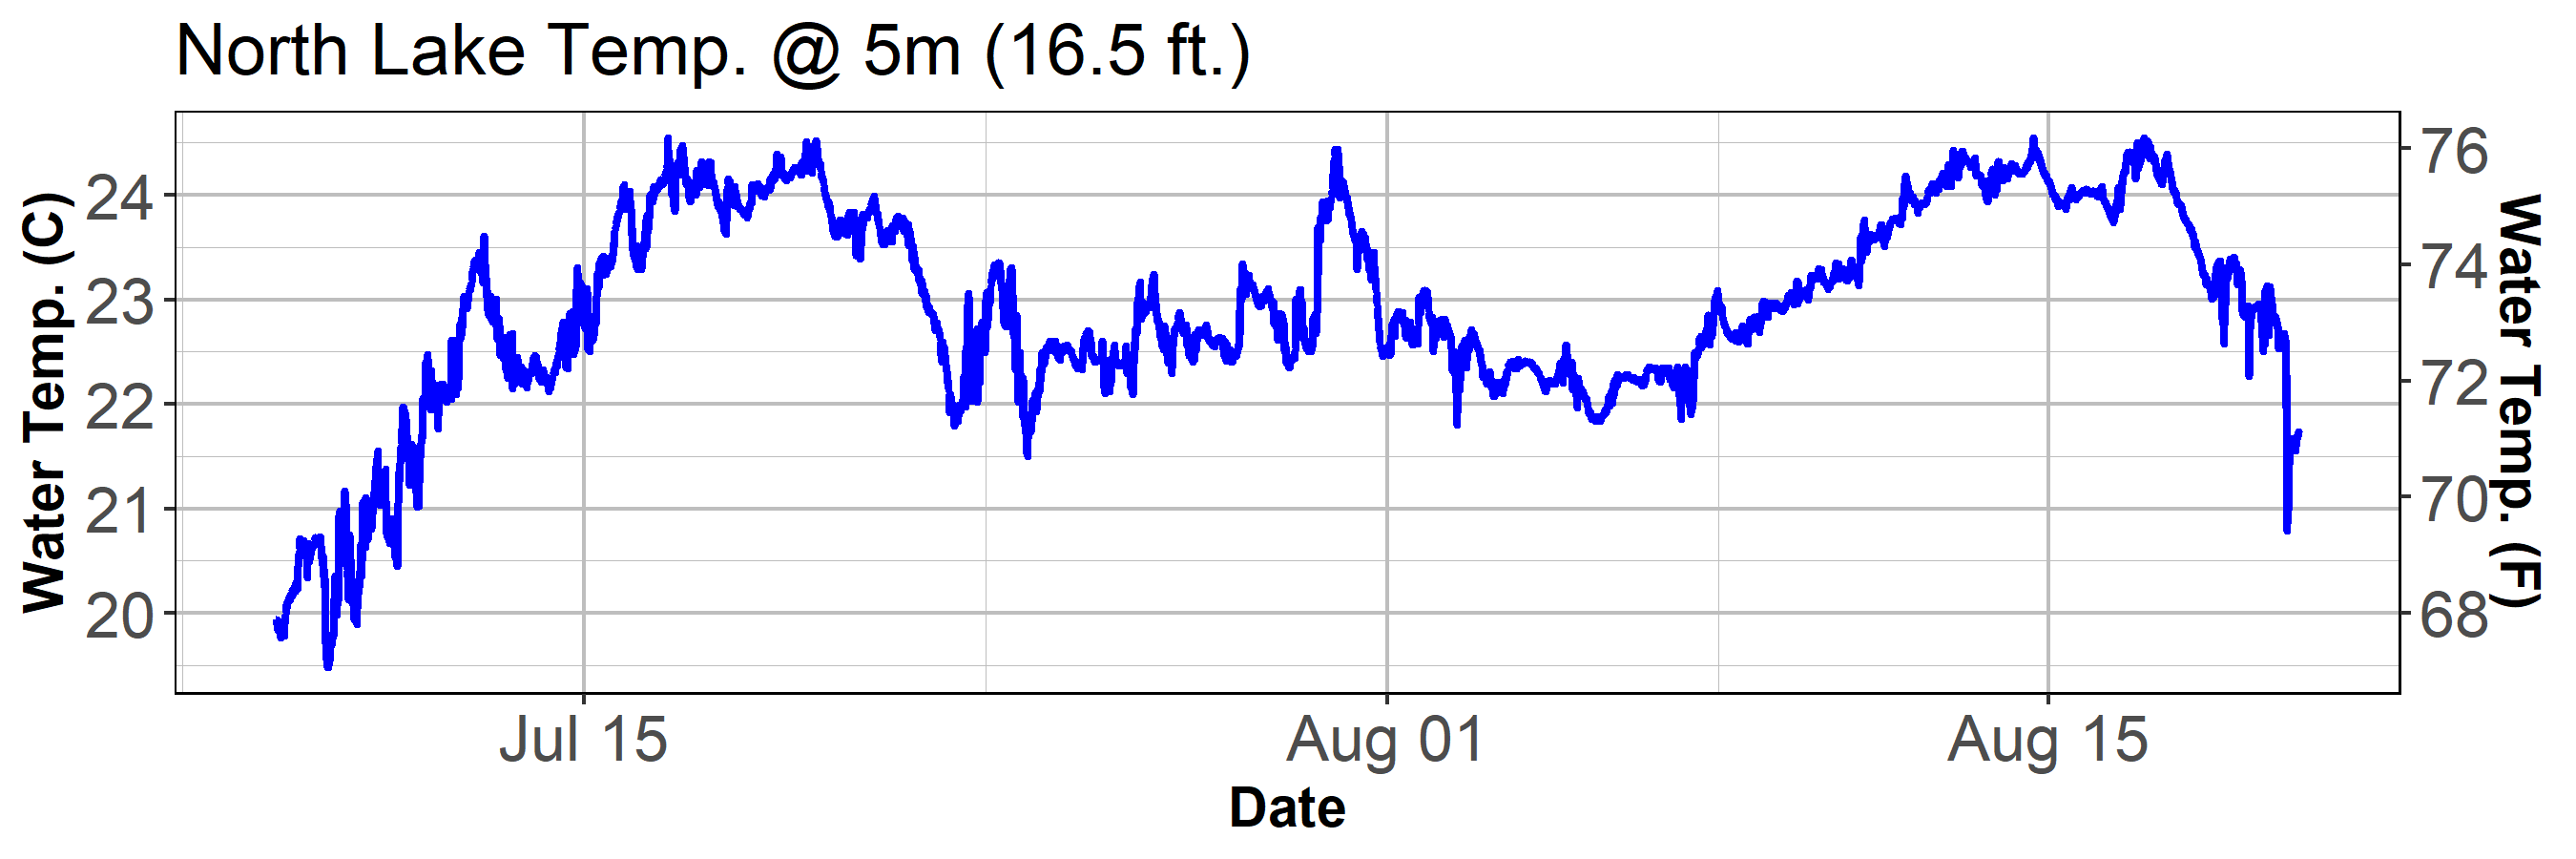 North Lake Temp. @ 5m (16.5 ft.)
Water Temp. (C)
24
23
22
21
20
76
74
72
70
68
Water Temp. (F)
Jul 15
Aug 01
Aug 15
Date